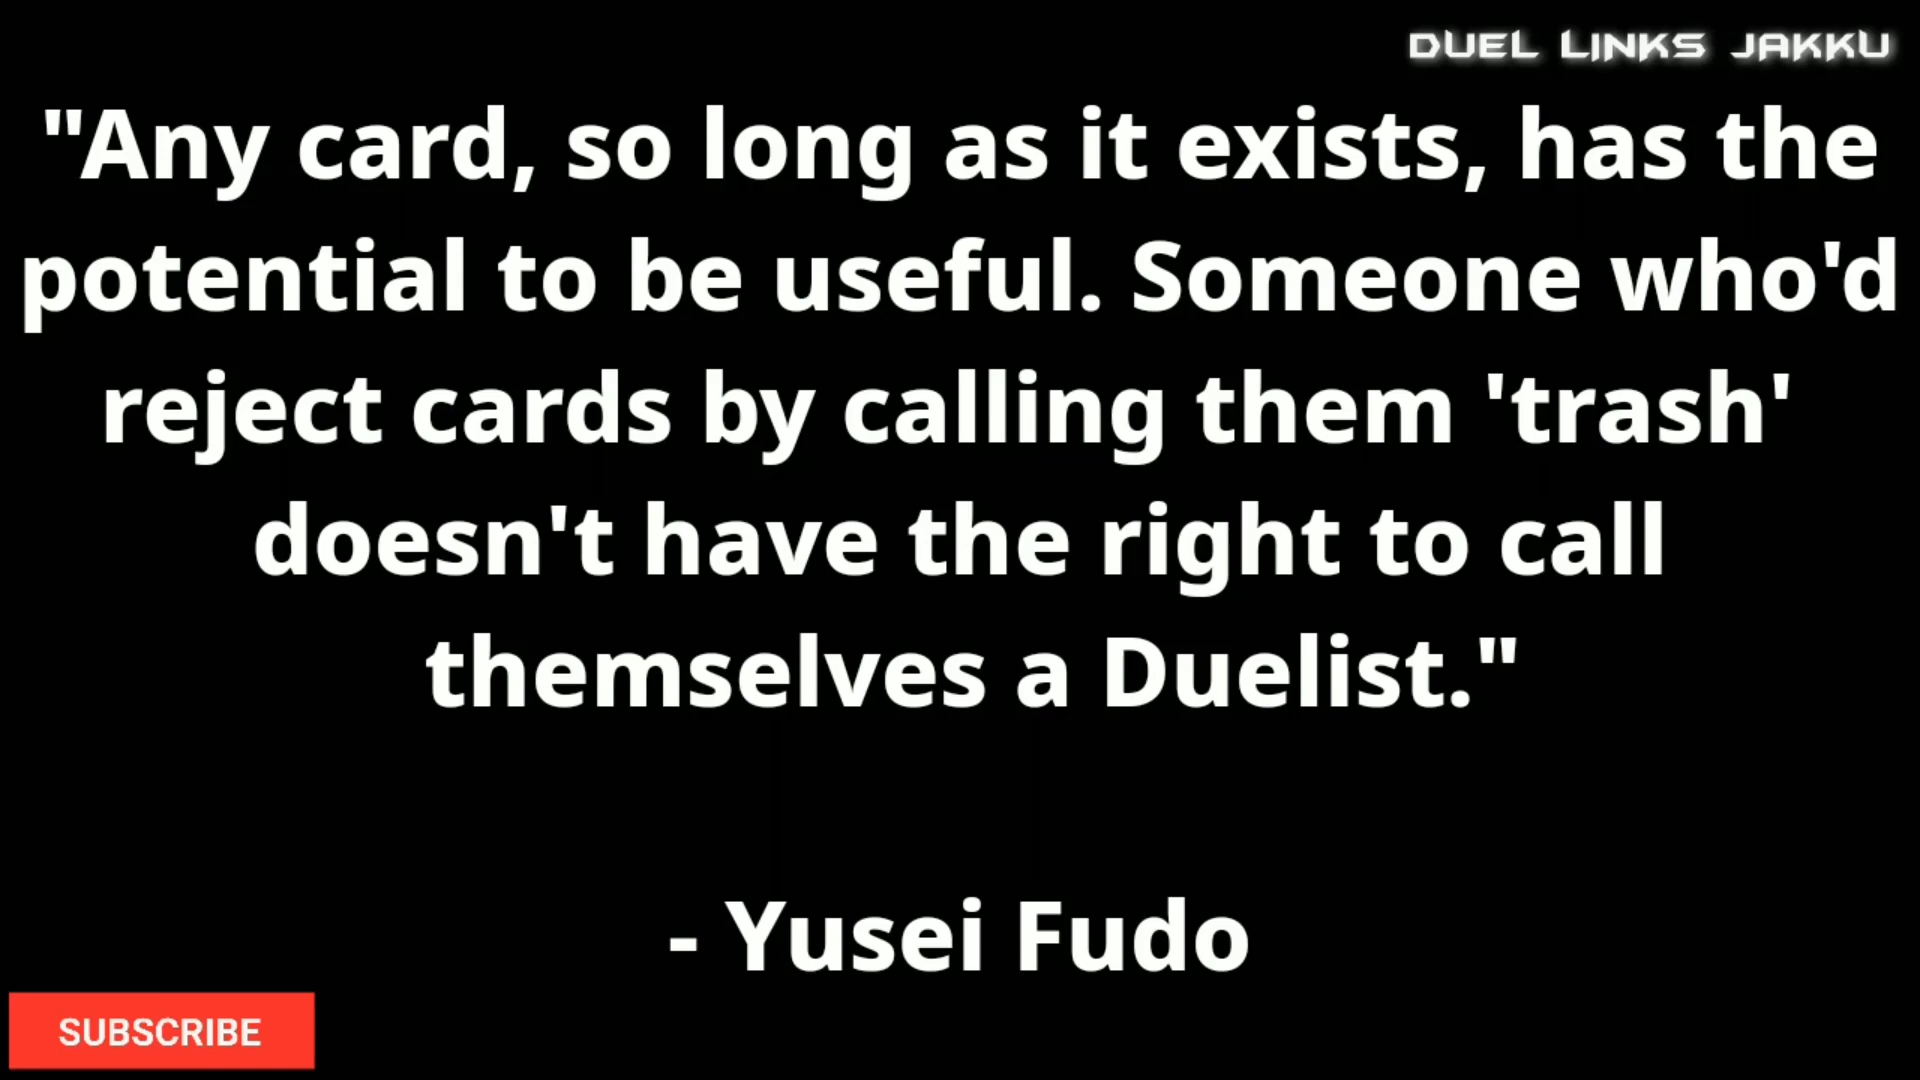 DUEL LINKS JAKKU
"Any card, so long as it exists, has the
potential to be useful. Someone who'd
reject cards by calling them 'trash'
doesn't have the right to call
themselves a Duelist."
- Yusei Fudo
SUBSCRIBE